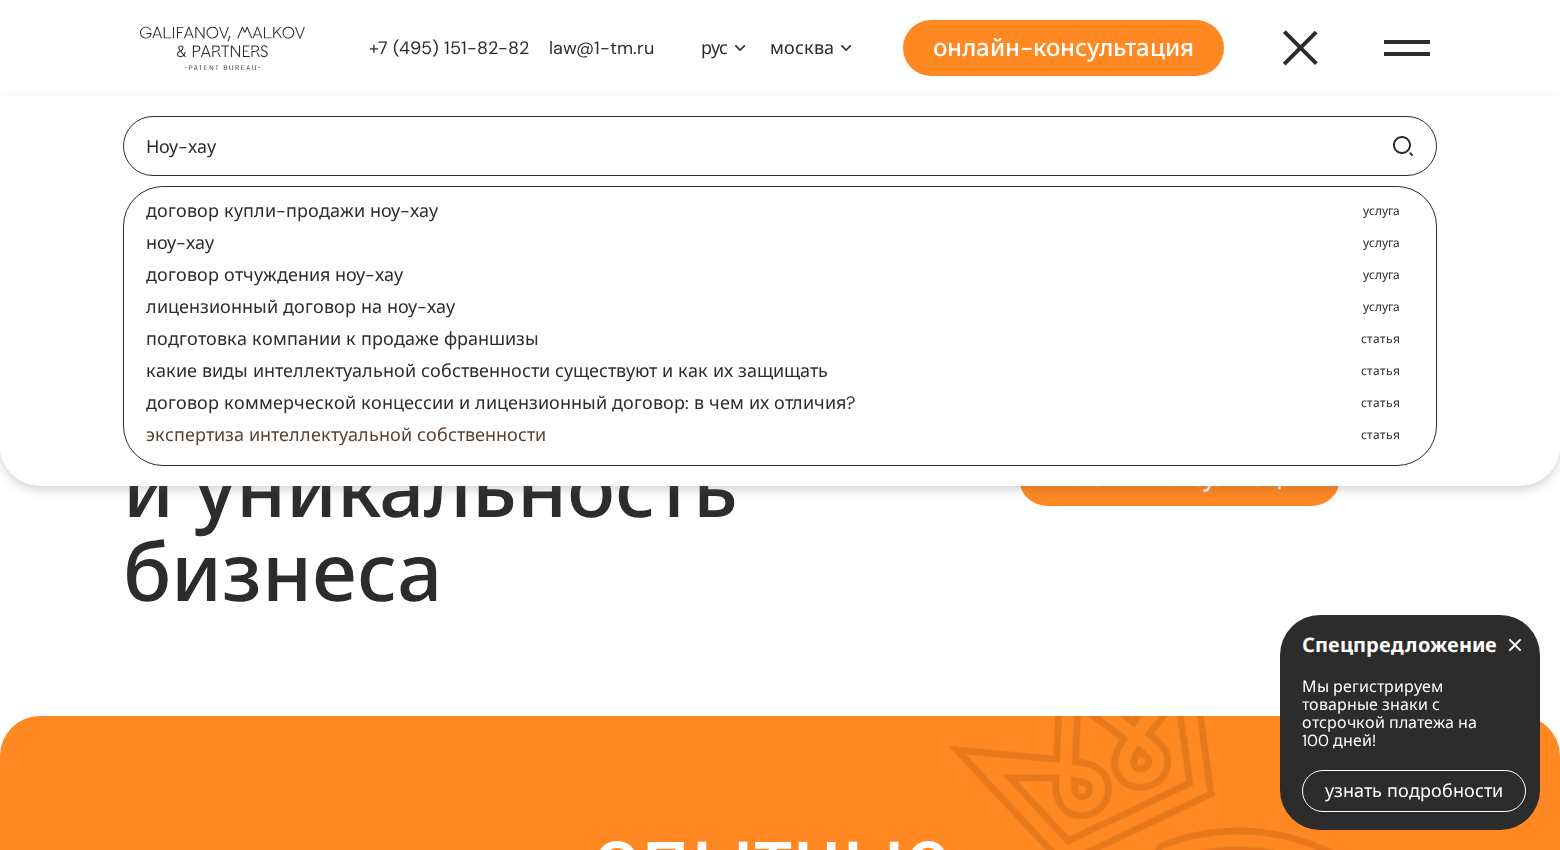 GALIFANOV, MALKOV
& PARTNERS
-PATENT BUREAU-
+7 (495) 151-82-82
law@1-tm.ru
рус
москва
онлайн-консультация
Ноу-хау
договор купли-продажи ноу-хау услуга
ноу-хау услуга
договор отчуждения ноу-хау услуга
лицензионный договор на ноу-хау услуга
подготовка компании к продаже франшизы статья
какие виды интеллектуальной собственности существуют и как их защищать статья
договор коммерческой концессии и лицензионный договор: в чем их отличия? статья
экспертиза интеллектуальной собственности статья
и уникальность
бизнеса
Спецпредложение
Мы регистрируем
товарные знаки с
отсрочкой платежа на
100 дней!
узнать подробности
опытные